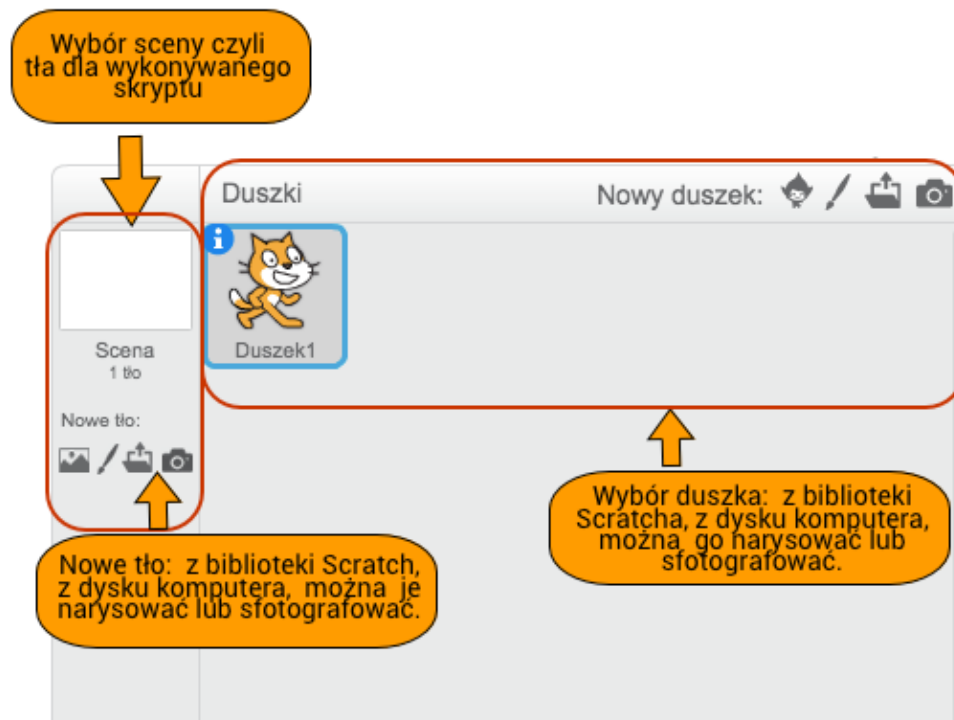 Wybór sceny czyli
tła dla wykonywanego
skryptu
Duszki
Nowy duszek:
Duszek1
Scena
1 tło
Nowe tło:
Wybór duszka: z biblioteki
Scratcha, z dysku komputera,
można go narysować lub
sfotografować.
Nowe tło: z biblioteki Scratch,
z dysku komputera, można je
narysować lub sfotografować.